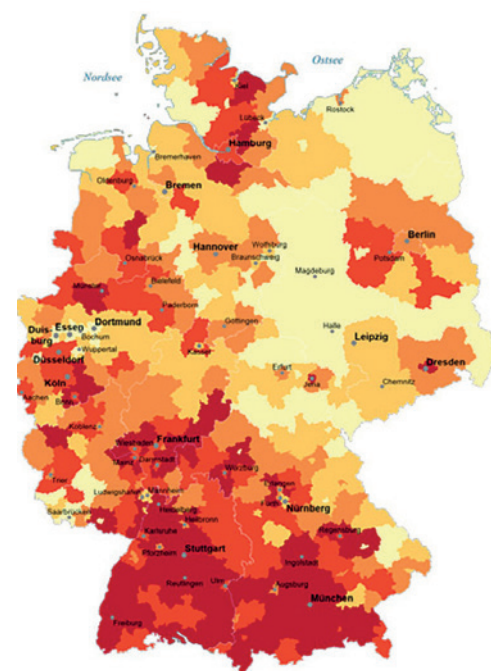 Nordsee
Ostsee
Kiel
Rostock
Lübeck
Hamburg
Bremerhaven
Oldenburg
Bremen
Berlin
Potsdam
Hannover
Wolfsburg
Braunschweig
Osnabrück
Magdeburg
Münster
Bielefeld
Paderborn
Göttingen
Halle
Leipzig
Dortmund
Essen
Duis-
burg
Bochum
Wuppertal
Düsseldorf
Kassel
Dresden
Köln
Erfurt
Jena
Chemnitz
Aachen
Bonn
Koblenz
Wiesbaden
Frankfurt
Mainz
Darmstadt
Trier
Würzburg
Ludwigshafen
Mannheim
Erlangen
Fürth
Nürnberg
Saarbrücken
Heidelberg
Heilbronn
Karlsruhe
Regensburg
Pforzheim
Stuttgart
Ingolstadt
Reutlingen
Ulm
Augsburg
München
Freiburg